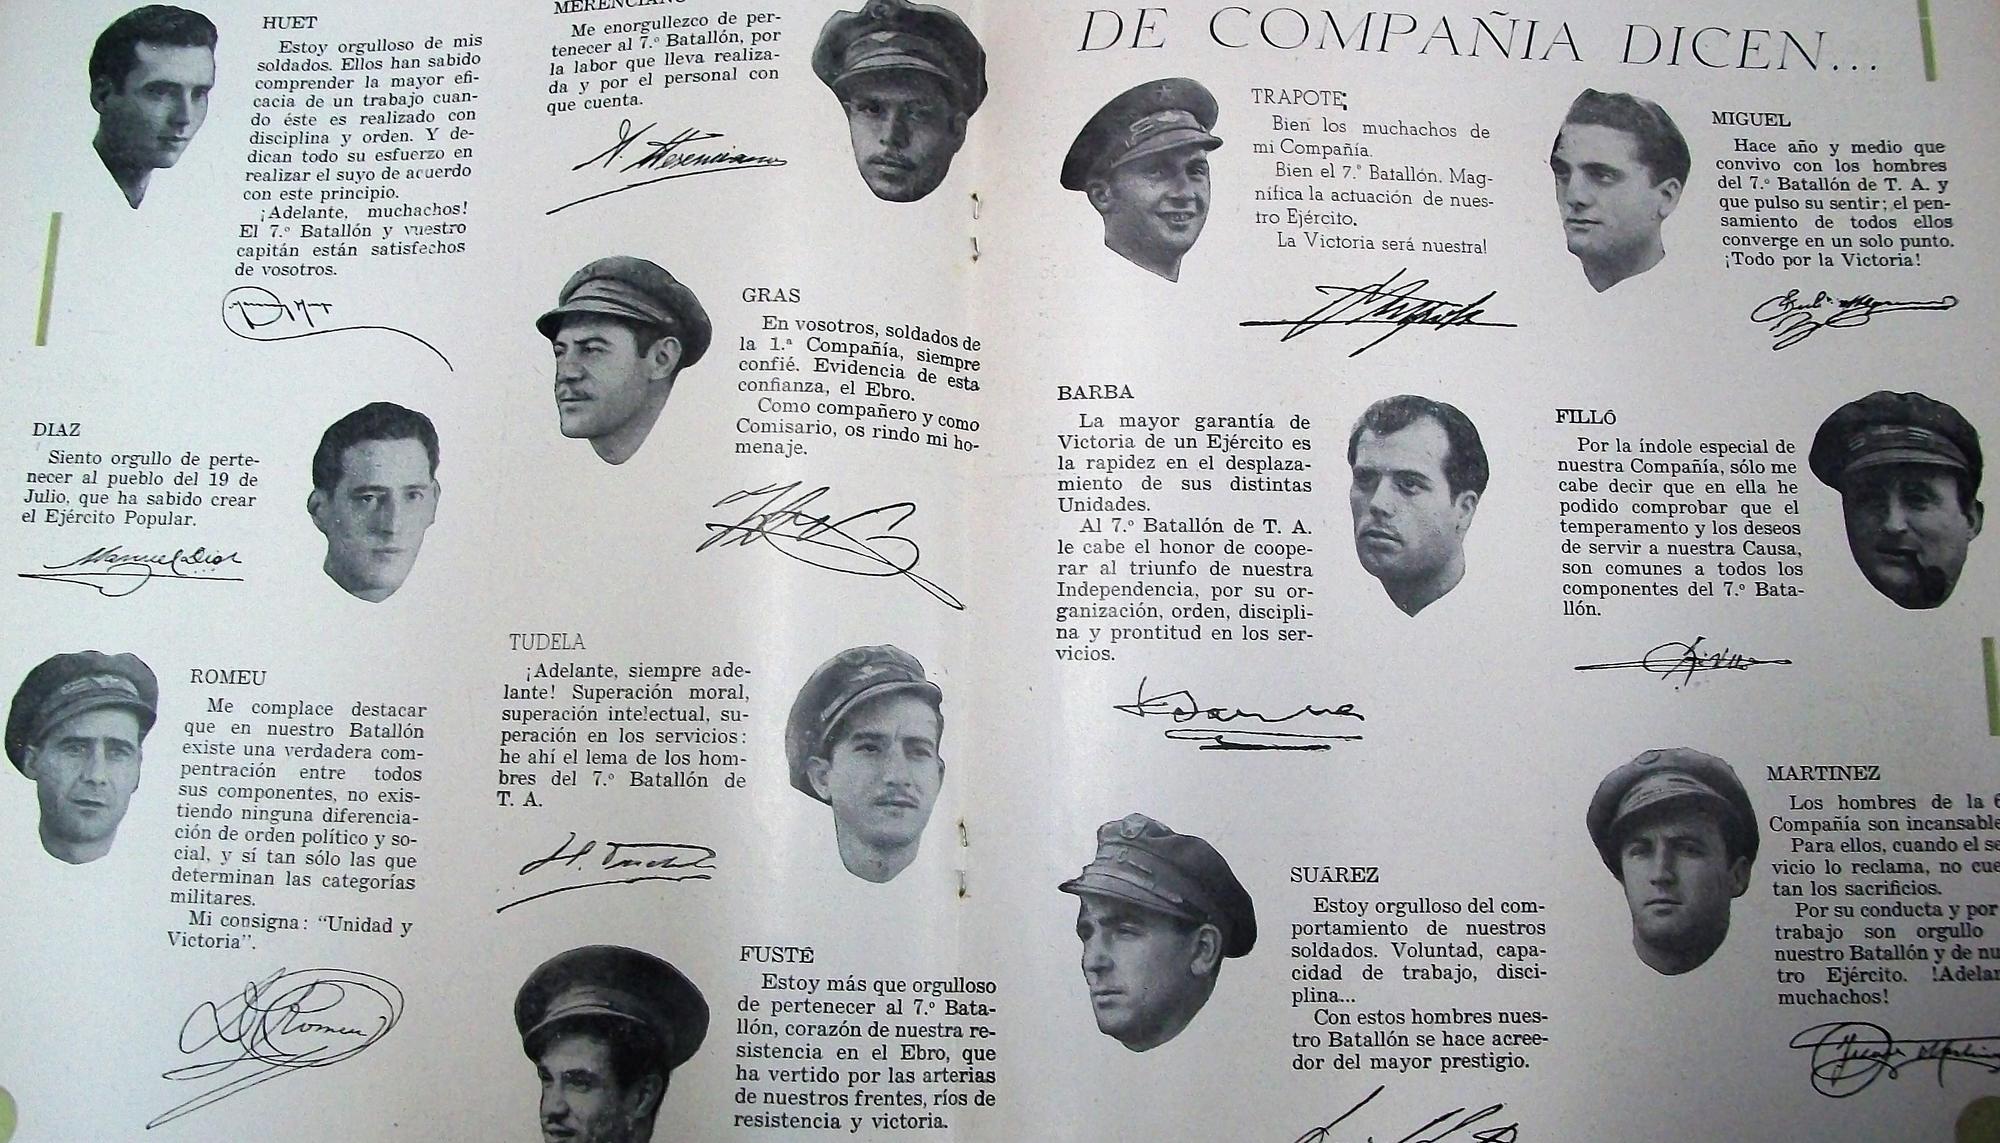 HUET
Estoy orgulloso de mis
soldados. Ellos han sabido
comprender la mayor efi-
cacia de un trabajo cuan-
do éste es realizado con
disciplina y orden. Y de-
dican todo su esfuerzo en
realizar el suyo de acuerdo
con este principio.
¡Adelante, muchachos!
El 7.º Batallón y vuestro
capitán están satisfechos
de vosotros.
MERENCIANO
Me enorgullezco de per-
tenecer al 7.º Batallón, por
la labor que lleva realiza-
da y por el personal con
que cuenta.
GRAS
En vosotros, soldados de
la 1.ª Compañía, siempre
confié. Evidencia de esta
confianza, el Ebro.
Como compañero y como
Comisario, os rindo mi ho-
menaje.
DIAZ
Siento orgullo de perte-
necer al pueblo del 19 de
Julio, que ha sabido crear
el Ejército Popular.
Manuel Diaz
ROMEU
Me complace destacar
que en nuestro Batallón
existe una verdadera com-
pentración entre todos
sus componentes, no exis-
tiendo ninguna diferencia-
ción de orden político y so-
cial, y sí tan sólo las que
determinan las categorías
militares.
Mi consigna: "Unidad y
Victoria".
Romeu
TUDELA
¡Adelante, siempre ade-
lante! Superación moral,
superación intelectual, su-
peración en los servicios:
he ahí el lema de los hom-
bres del 7.º Batallón de
T. A.
FUSTÉ
Estoy más que orgulloso
de pertenecer al 7.º Bata-
llón, corazón de nuestra re-
sistencia en el Ebro, que
ha vertido por las arterias
de nuestros frentes, ríos de
resistencia y victoria.
DE COMPAÑIA DICEN...
TRAPOTE:
Bien los muchachos de
mi Compañía.
Bien el 7.º Batallón. Mag-
nífica la actuación de nues-
tro Ejército.
La Victoria será nuestra!
MIGUEL
Hace año y medio que
convivo con los hombres
del 7.º Batallón de T. A. y
que pulso su sentir; el pen-
samiento de todos ellos
converge en un solo punto.
¡Todo por la Victoria!
BARBA
La mayor garantía de
Victoria de un Ejército es
la rapidez en el desplaza-
miento de sus distintas
Unidades.
Al 7.º Batallón de T. A.
le cabe el honor de coope-
rar al triunfo de nuestra
Independencia, por su or-
ganización, orden, discipli-
na y prontitud en los ser-
vicios.
FILLÓ
Por la índole especial de
nuestra Compañía, sólo me
cabe decir que en ella he
podido comprobar que el
temperamento y los deseos
de servir a nuestra Causa,
son comunes a todos los
componentes del 7.º Bata-
llón.
SUÁREZ
Estoy orgulloso del com-
portamiento de nuestros
soldados. Voluntad, capa-
cidad de trabajo, disci-
plina...
Con estos hombres nues-
tro Batallón se hace acree-
dor del mayor prestigio.
MARTINEZ
Los hombres de la 6
Compañía son incansable
Para ellos, cuando el se
vicio lo reclama, no cue
tan los sacrificios.
Por su conducta y por
trabajo son orgullo
nuestro Batallón y de nu
tro Ejército. !Adelan
muchachos!